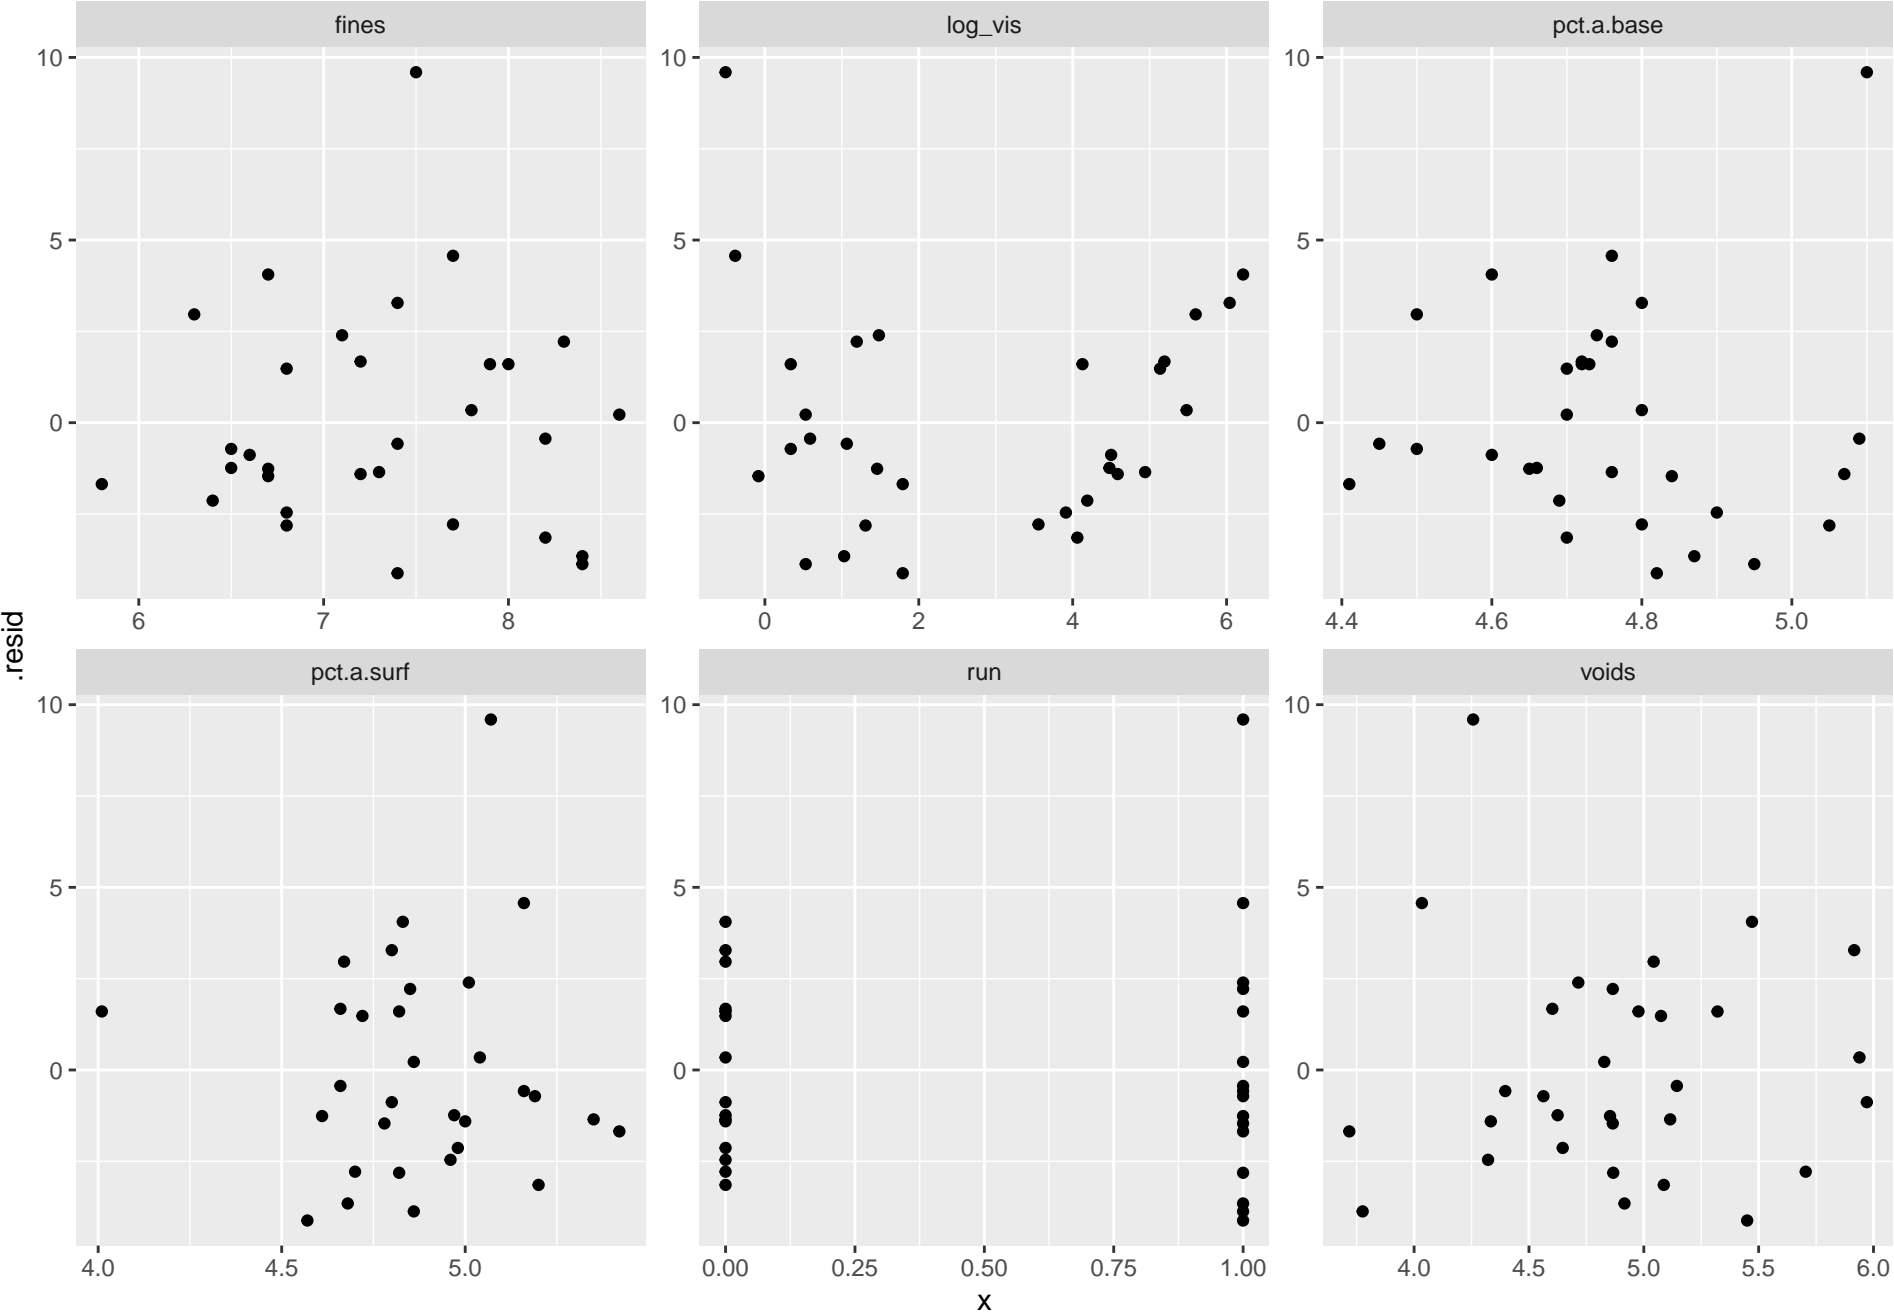 fines log_vis pct.a.base
10 10 10
5 5 5
0 0 0
6 7 8 0 2 4 6 4.4 4.6 4.8 5.0
.resid
pct.a.surf run voids
10 10 10
5 5 5
0 0 0
4.0 4.5 5.0 0.00 0.25 0.50 0.75 1.00 4.0 4.5 5.0 5.5 6.0
x